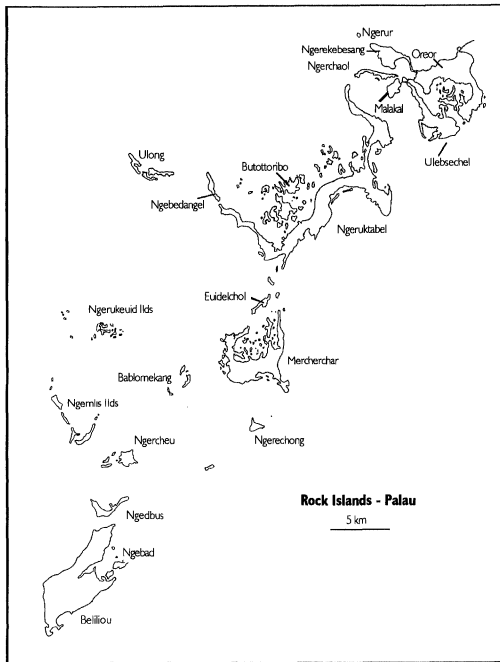 Ngerur
Ngerekebesang
Oreor
Ngerchaol
Malakal
Ulebsechel
Ulong
Butottoribo
Ngebedangel
Ngeruktabel
Euidelchol
Ngerukeuid Ilds
Mercherchar
Bablomekang
Ngemlis Ilds
Ngercheu
Ngerechong
Rock Islands - Palau
5 km
Ngedbus
Ngebad
Beliliou